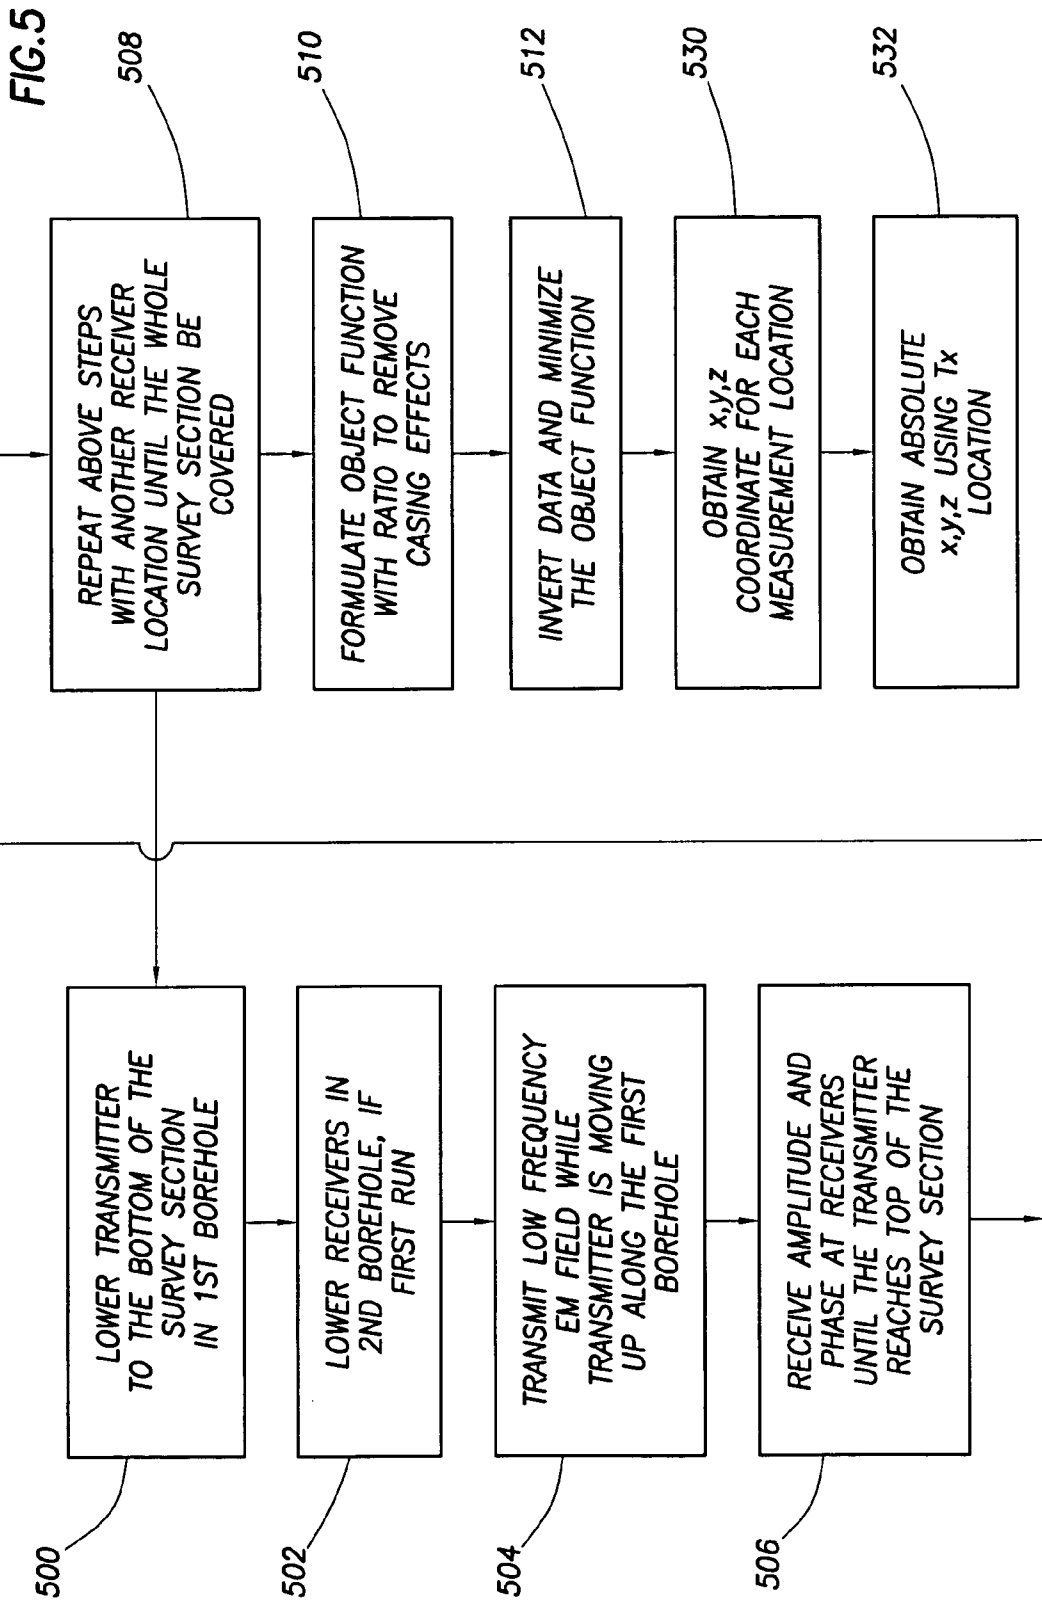 FIG.5
500
LOWER TRANSMITTER
TO THE BOTTOM OF THE
SURVEY SECTION
IN 1ST BOREHOLE
502
LOWER RECEIVERS IN
2ND BOREHOLE, IF
FIRST RUN
504
TRANSMIT LOW FREQUENCY
EM FIELD WHILE
TRANSMITTER IS MOVING
UP ALONG THE FIRST
BOREHOLE
506
RECEIVE AMPLITUDE AND
PHASE AT RECEIVERS
UNTIL THE TRANSMITTER
REACHES TOP OF THE
SURVEY SECTION
508
REPEAT ABOVE STEPS
WITH ANOTHER RECEIVER
LOCATION UNTIL THE WHOLE
SURVEY SECTION BE
COVERED
510
FORMULATE OBJECT FUNCTION
WITH RATIO TO REMOVE
CASING EFFECTS
512
INVERT DATA AND MINIMIZE
THE OBJECT FUNCTION
530
OBTAIN x,y,z
COORDINATE FOR EACH
MEASUREMENT LOCATION
532
OBTAIN ABSOLUTE
x,y,z USING Tx
LOCATION